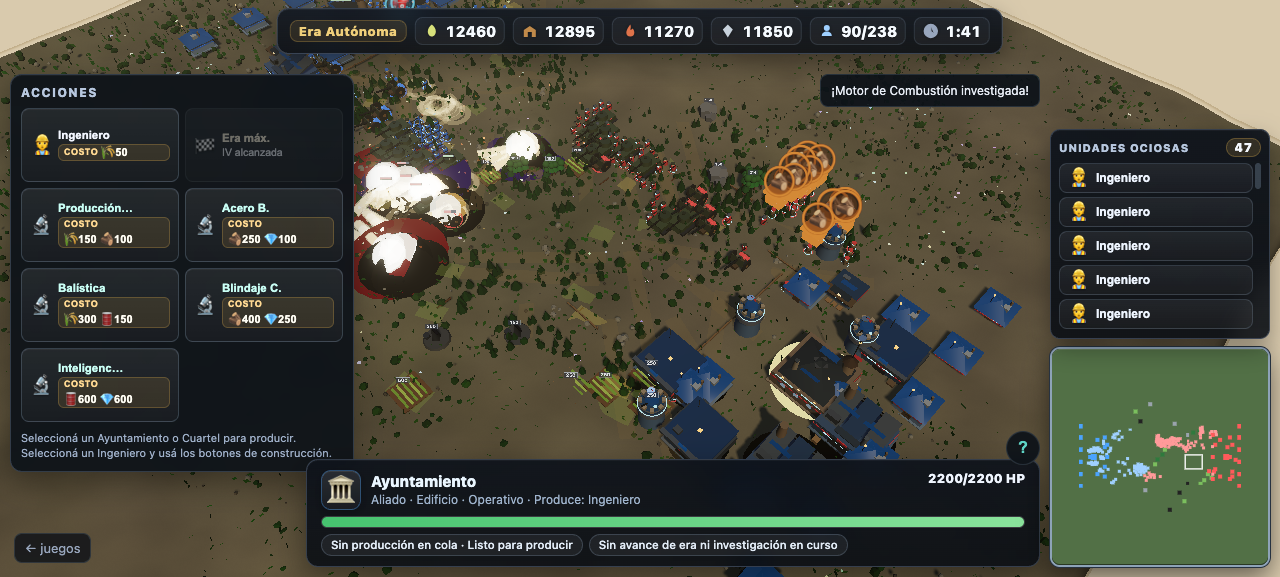 Era Autónoma 12460 12895 11270 11850 90/238 1:41
ACCIONES
Ingeniero
COSTO 50
Era máx.
IV alcanzada
Producción...
COSTO
150 100
Acero B.
COSTO
250 100
Balística
COSTO
300 150
Blindaje C.
COSTO
400 250
Inteligenc...
COSTO
600 600
Seleccioná un Ayuntamiento o Cuartel para producir.
Seleccioná un Ingeniero y usá los botones de construcción.
¡Motor de Combustión investigada!
UNIDADES OCIOSAS 47
Ingeniero
Ingeniero
Ingeniero
Ingeniero
Ingeniero
?
Ayuntamiento 2200/2200 HP
Aliado · Edificio · Operativo · Produce: Ingeniero
Sin producción en cola · Listo para producir Sin avance de era ni investigación en curso
← juegos